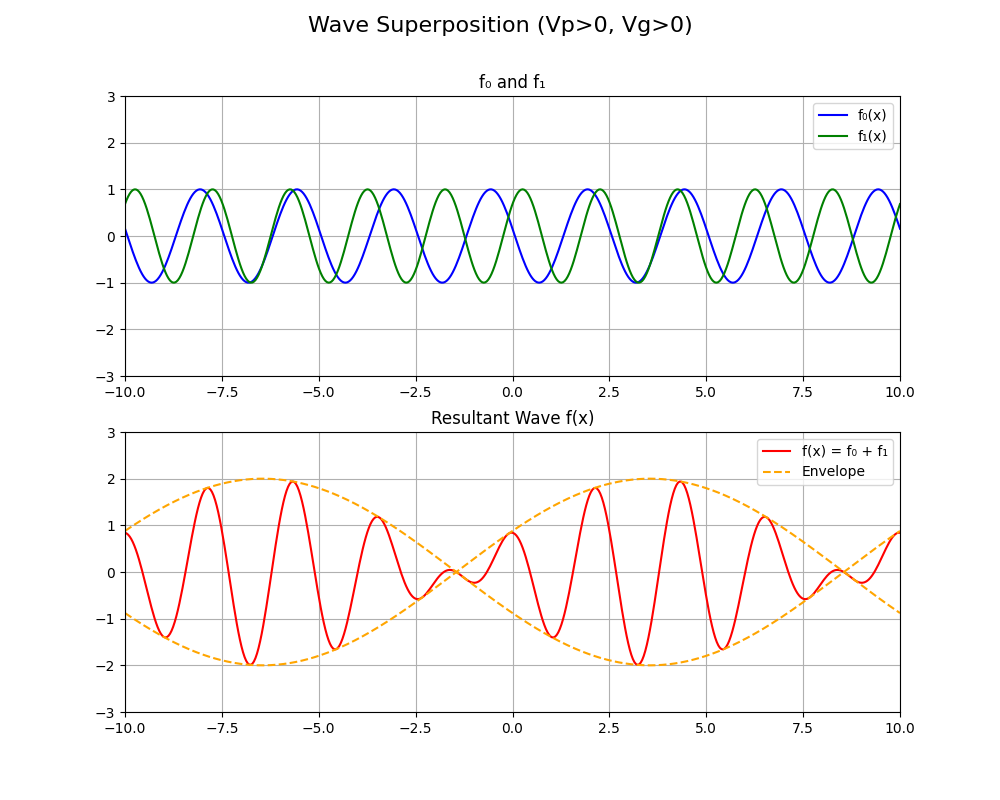 Wave Superposition (Vp>0, Vg>0)
f₀ and f₁
3
2
1
0
−1
−2
−3
f₀(x)
f₁(x)
−10.0 −7.5 −5.0 −2.5 0.0 2.5 5.0 7.5 10.0
Resultant Wave f(x)
3
2
1
0
−1
−2
−3
f(x) = f₀ + f₁
Envelope
−10.0 −7.5 −5.0 −2.5 0.0 2.5 5.0 7.5 10.0